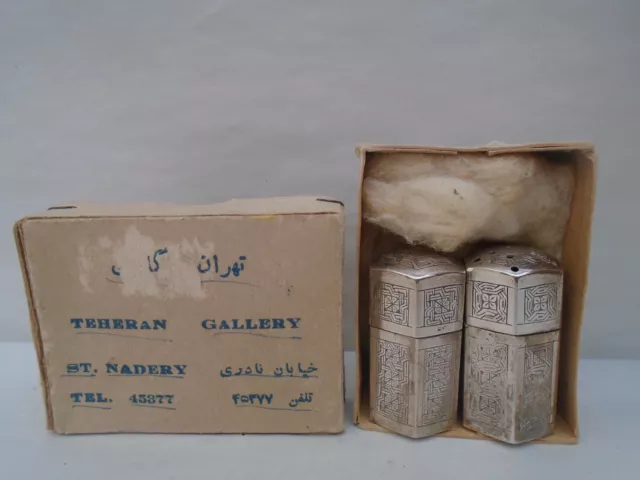 تهران
TEHERAN GALLERY
ST. NADERY خیابان نادری
TEL. 45377 تلفن ۴۵۳۷۷